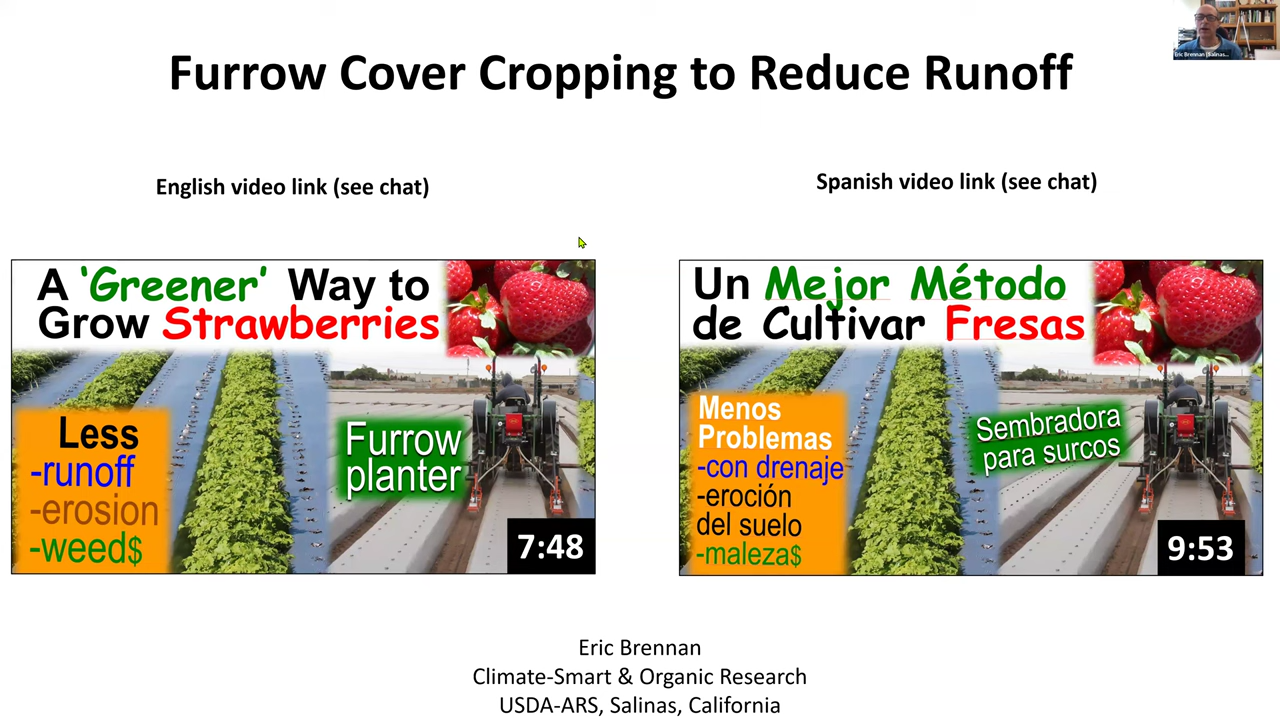 Eric Brennan (Salinas...
Furrow Cover Cropping to Reduce Runoff
English video link (see chat)
Spanish video link (see chat)
A ‘Greener’ Way to
Grow Strawberries
Less
-runoff
-erosion
-weed$
Furrow
planter
7:48
Un Mejor Método
de Cultivar Fresas
Menos
Problemas
-con drenaje
-eroción
del suelo
-maleza$
Sembradora
para surcos
9:53
Eric Brennan
Climate-Smart & Organic Research
USDA-ARS, Salinas, California